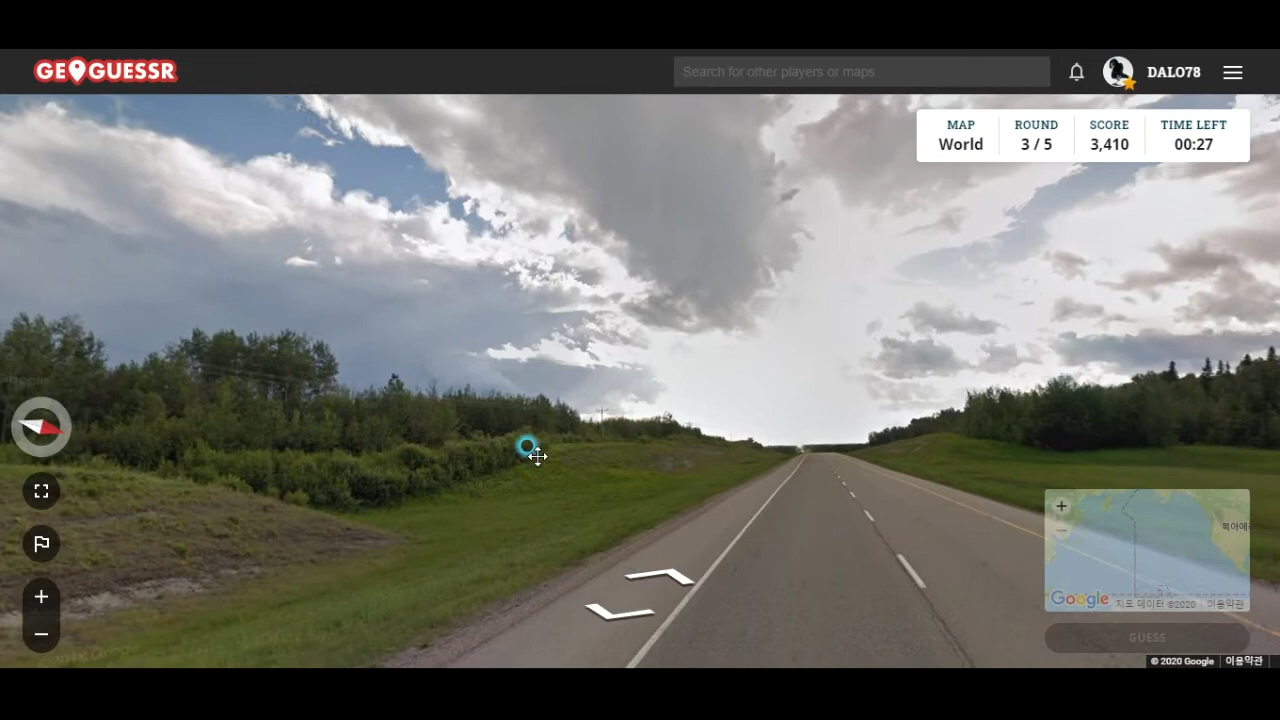 GEOGUESSR
Search for other players or maps
DALO78
MAP ROUND SCORE TIME LEFT
World 3 / 5 3,410 00:27
북아메
Google 지도 데이터 ©2020 이용약관
GUESS
© 2020 Google 이용약관